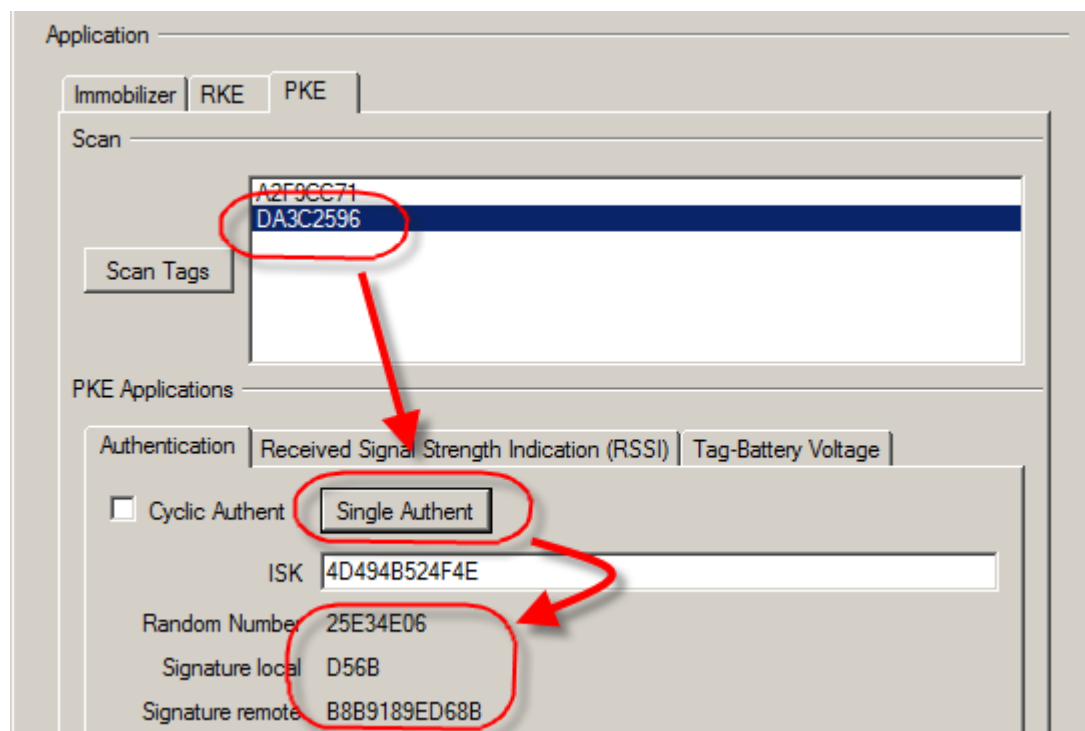 Application
Immobilizer RKE PKE
Scan
A2F9CC71
DA3C2596
Scan Tags
PKE Applications
Authentication Received Signal Strength Indication (RSSI) Tag-Battery Voltage
Cyclic Authent Single Authent
ISK 4D494B524F4E
Random Number 25E34E06
Signature local D56B
Signature remote B8B9189ED68B